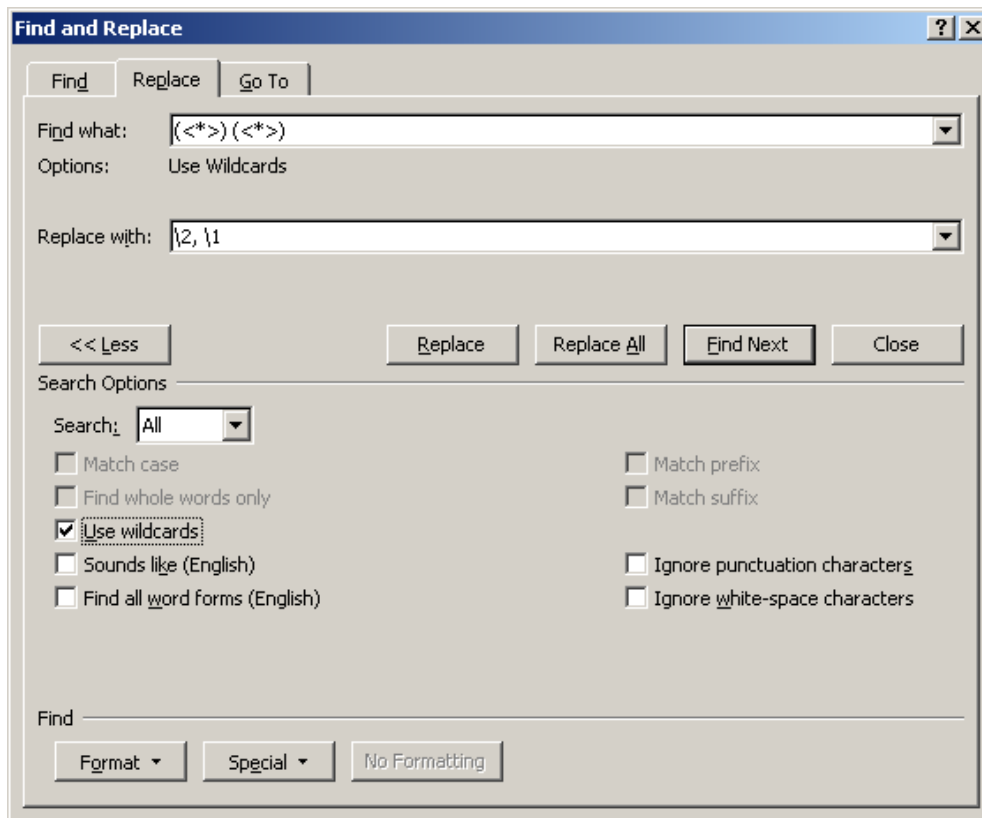 Find and Replace ? X
Find Replace Go To
Find what: (<*>) (<*>)
Options: Use Wildcards
Replace with: \2, \1
<< Less Replace Replace All Find Next Close
Search Options
Search: All
Match case Match prefix
Find whole words only Match suffix
Use wildcards
Sounds like (English) Ignore punctuation characters
Find all word forms (English) Ignore white-space characters
Find
Format Special No Formatting